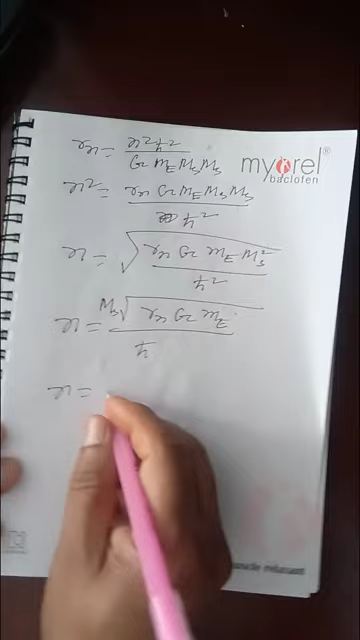 rₙ = n²ħ² / G m_E M_s M_s
myorel®
baclofen
n² = rₙ G m_E M_s M_s / ħ²
n = √(rₙ G m_E M_s² / ħ²)
n = M_s √(rₙ G m_E) / ħ
n =